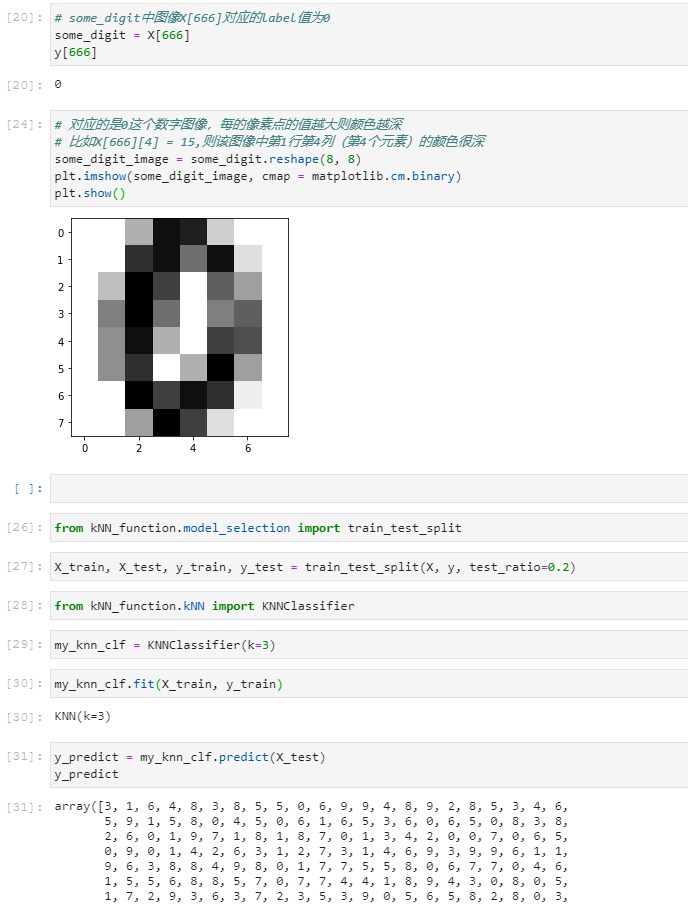 [20]: # some_digit中图像X[666]对应的label值为0
some_digit = X[666]
y[666]
[20]: 0
[24]: # 对应的是0这个数字图像，每的像素点的值越大则颜色越深
# 比如X[666][4] = 15,则该图像中第1行第4列（第4个元素）的颜色很深
some_digit_image = some_digit.reshape(8, 8)
plt.imshow(some_digit_image, cmap = matplotlib.cm.binary)
plt.show()
0
1
2
3
4
5
6
7
0 2 4 6
[ ]:
[26]: from kNN_function.model_selection import train_test_split
[27]: X_train, X_test, y_train, y_test = train_test_split(X, y, test_ratio=0.2)
[28]: from kNN_function.kNN import KNNClassifier
[29]: my_knn_clf = KNNClassifier(k=3)
[30]: my_knn_clf.fit(X_train, y_train)
[30]: KNN(k=3)
[31]: y_predict = my_knn_clf.predict(X_test)
y_predict
[31]: array([3, 1, 6, 4, 8, 3, 8, 5, 5, 0, 6, 9, 9, 4, 8, 9, 2, 8, 5, 3, 4, 6,
5, 9, 1, 5, 8, 0, 4, 5, 0, 6, 1, 6, 5, 3, 6, 0, 6, 5, 0, 8, 3, 8,
2, 6, 0, 1, 9, 7, 1, 8, 1, 8, 7, 0, 1, 3, 4, 2, 0, 0, 7, 0, 6, 5,
0, 9, 0, 1, 4, 2, 6, 3, 1, 2, 7, 3, 1, 4, 6, 9, 3, 9, 9, 6, 1, 1,
9, 6, 3, 8, 8, 4, 9, 8, 0, 1, 7, 7, 5, 5, 8, 0, 6, 7, 7, 0, 4, 6,
1, 5, 5, 6, 8, 8, 5, 7, 0, 7, 7, 4, 4, 1, 8, 9, 4, 3, 0, 8, 0, 5,
1, 7, 2, 9, 3, 6, 3, 7, 2, 3, 5, 3, 9, 0, 5, 6, 5, 8, 2, 8, 0, 3,